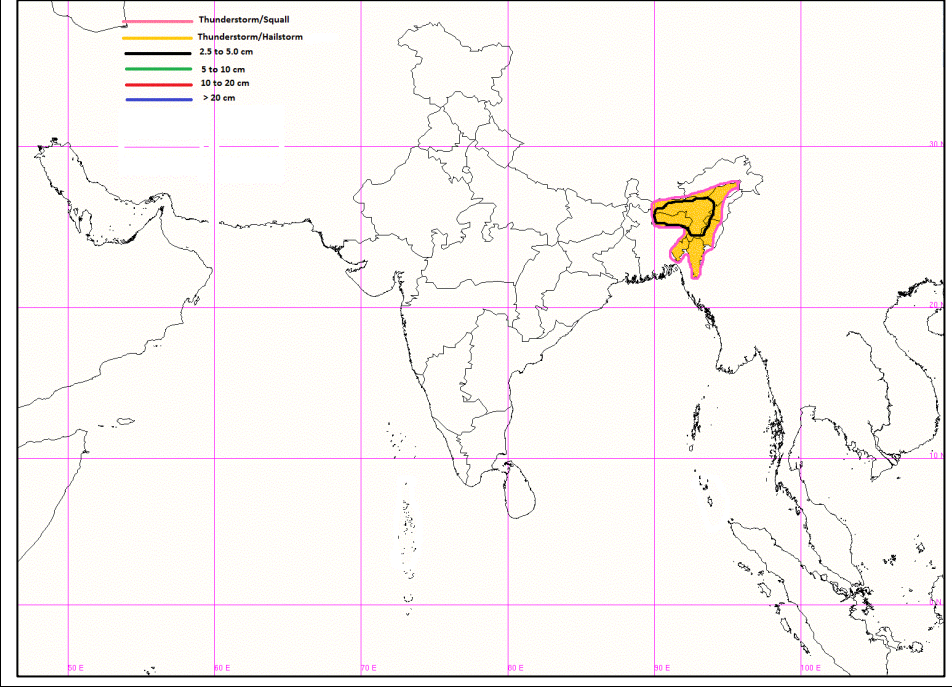 Thunderstorm/Squall
Thunderstorm/Hailstorm
2.5 to 5.0 cm
5 to 10 cm
10 to 20 cm
> 20 cm
30 N
20 N
10 N
50 E
60 E
70 E
80 E
90 E
100 E